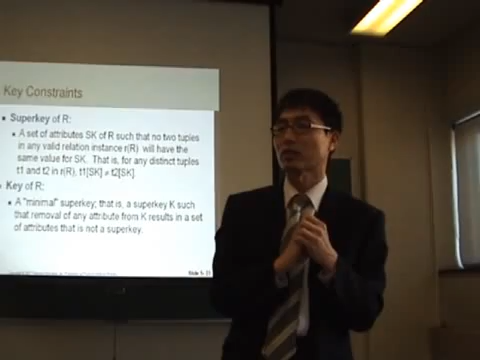 Key Constraints
Superkey of R:
A set of attributes SK of R such that no two tuples
in any valid relation instance r(R) will have the
same value for SK. That is, for any distinct tuples
t1 and t2 in r(R), t1[SK] ≠ t2[SK]
Key of R:
A "minimal" superkey; that is, a superkey K such
that removal of any attribute from K results in a set
of attributes that is not a superkey.
Slide 5-